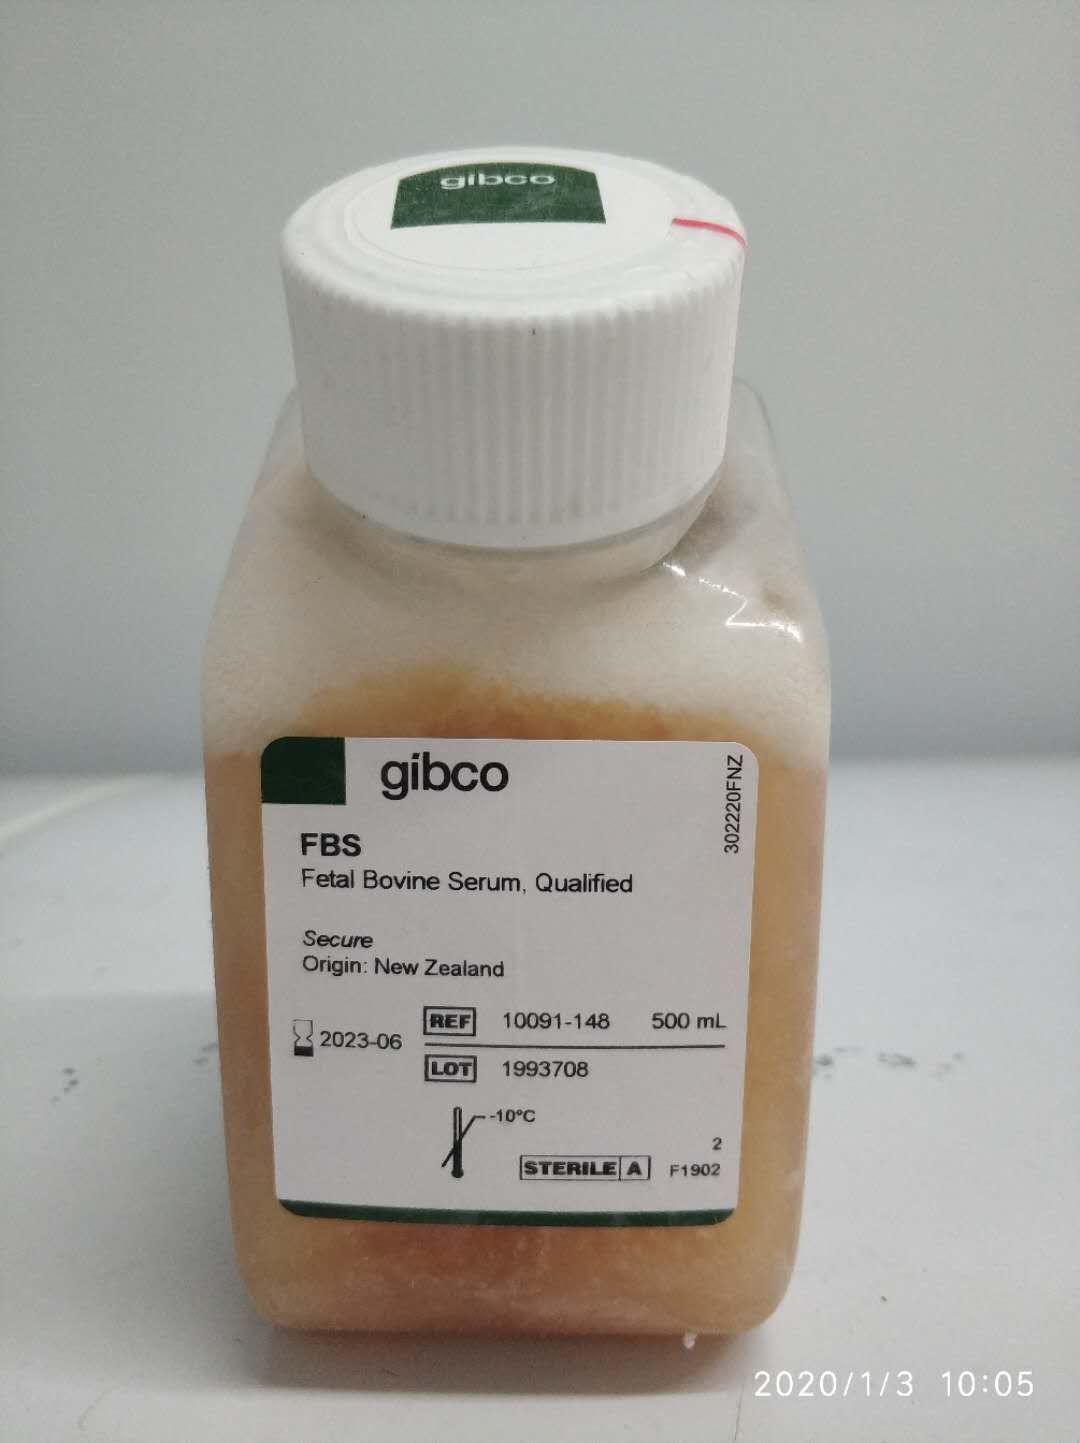 gibco
gibco
302220FNZ
FBS
Fetal Bovine Serum, Qualified
Secure
Origin: New Zealand
2023-06
REF 10091-148 500 mL
LOT 1993708
-10°C
2
STERILE A F1902
2020/1/3 10:05